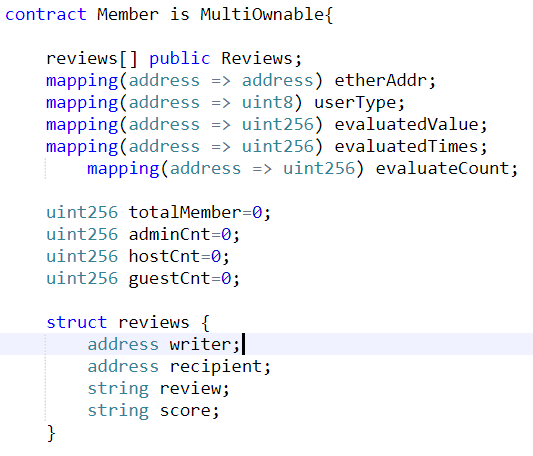 contract Member is MultiOwnable{
reviews[] public Reviews;
mapping(address => address) etherAddr;
mapping(address => uint8) userType;
mapping(address => uint256) evaluatedValue;
mapping(address => uint256) evaluatedTimes;
mapping(address => uint256) evaluateCount;
uint256 totalMember=0;
uint256 adminCnt=0;
uint256 hostCnt=0;
uint256 guestCnt=0;
struct reviews {
address writer;
address recipient;
string review;
string score;
}